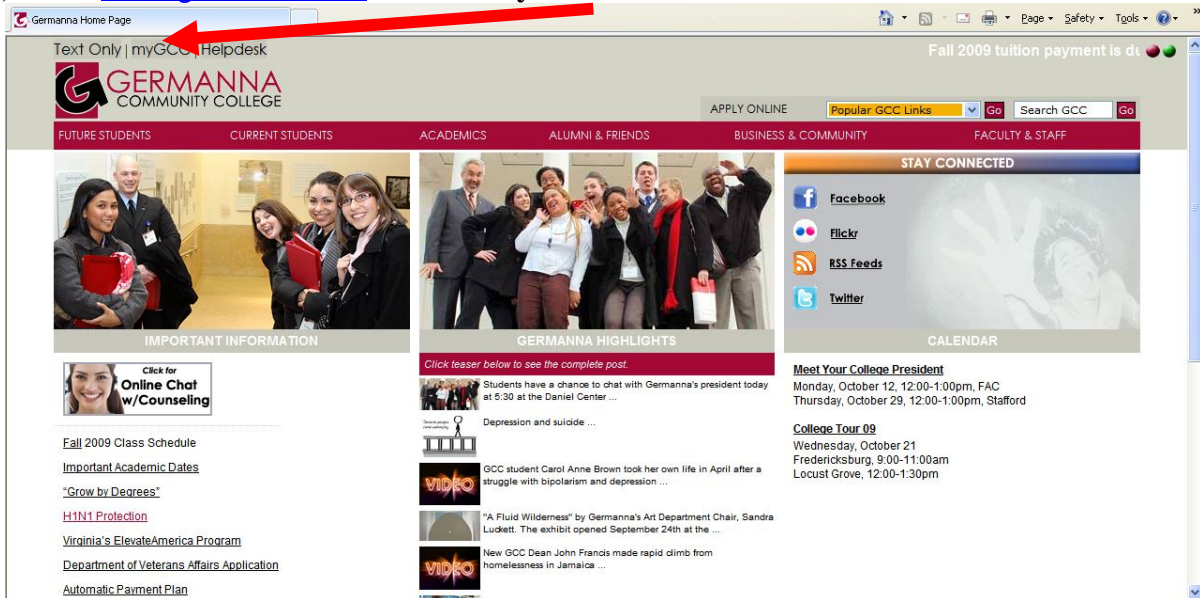 Germanna Home Page
Page Safety Tools
Text Only | myGCC | Helpdesk
Fall 2009 tuition payment is
GERMANNA
COMMUNITY COLLEGE
APPLY ONLINE
Popular GCC Links
Go
Search GCC
Go
FUTURE STUDENTS
CURRENT STUDENTS
ACADEMICS
ALUMNI & FRIENDS
BUSINESS & COMMUNITY
FACULTY & STAFF
IMPORTANT INFORMATION
Click for
Online Chat
w/Counseling
Fall 2009 Class Schedule
Important Academic Dates
"Grow by Degrees"
H1N1 Protection
Virginia's ElevateAmerica Program
Department of Veterans Affairs Application
Automatic Payment Plan
GERMANNA HIGHLIGHTS
Click teaser below to see the complete post.
Students have a chance to chat with Germanna's president today
at 5:30 at the Daniel Center ...
Depression and suicide ...
VIDEO
GCC student Carol Anne Brown took her own life in April after a
struggle with bipolarism and depression ...
"A Fluid Wilderness" by Germanna's Art Department Chair, Sandra
Luckett. The exhibit opened September 24th at the ...
VIDEO
New GCC Dean John Francis made rapid climb from
homelessness in Jamaica ...
STAY CONNECTED
Facebook
Flickr
RSS Feeds
Twitter
CALENDAR
Meet Your College President
Monday, October 12, 12:00-1:00pm, FAC
Thursday, October 29, 12:00-1:00pm, Stafford
College Tour 09
Wednesday, October 21
Fredericksburg, 9:00-11:00am
Locust Grove, 12:00-1:30pm